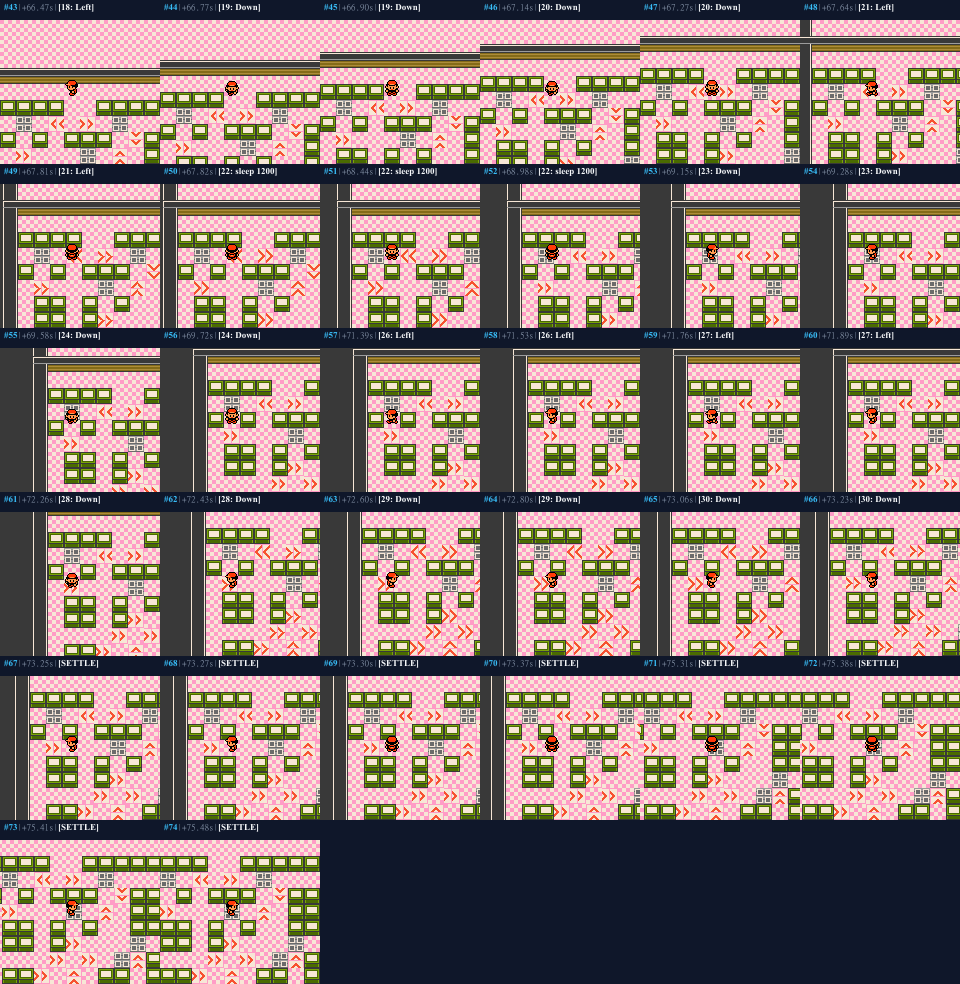 #43|+66.47s|[18: Left]
#44|+66.77s|[19: Down]
#45|+66.90s|[19: Down]
#46|+67.14s|[20: Down]
#47|+67.27s|[20: Down]
#48|+67.64s|[21: Left]
#49|+67.81s|[21: Left]
#50|+67.82s|[22: sleep 1200]
#51|+68.44s|[22: sleep 1200]
#52|+68.98s|[22: sleep 1200]
#53|+69.15s|[23: Down]
#54|+69.28s|[23: Down]
#55|+69.58s|[24: Down]
#56|+69.72s|[24: Down]
#57|+71.39s|[26: Left]
#58|+71.53s|[26: Left]
#59|+71.76s|[27: Left]
#60|+71.89s|[27: Left]
#61|+72.26s|[28: Down]
#62|+72.43s|[28: Down]
#63|+72.60s|[29: Down]
#64|+72.80s|[29: Down]
#65|+73.06s|[30: Down]
#66|+73.23s|[30: Down]
#67|+73.25s|[SETTLE]
#68|+73.27s|[SETTLE]
#69|+73.30s|[SETTLE]
#70|+73.37s|[SETTLE]
#71|+75.31s|[SETTLE]
#72|+75.38s|[SETTLE]
#73|+75.41s|[SETTLE]
#74|+75.48s|[SETTLE]